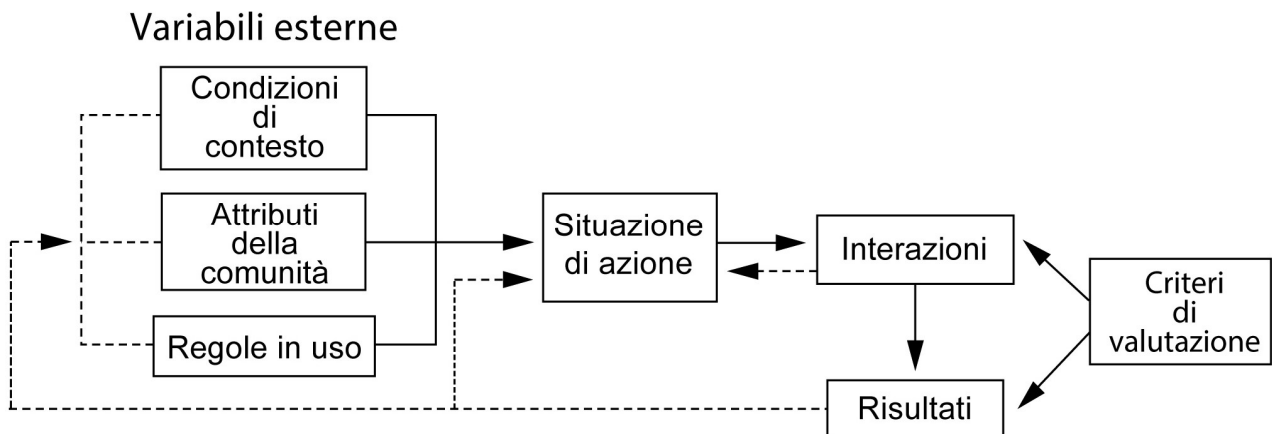 Variabili esterne
Condizioni
di
contesto
Attributi
della
comunità
Regole in uso
Situazione
di azione
Interazioni
Risultati
Criteri
di
valutazione